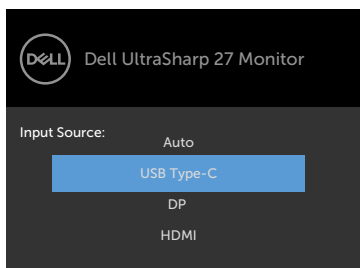 DELL Dell UltraSharp 27 Monitor
Input Source:
Auto
USB Type-C
DP
HDMI